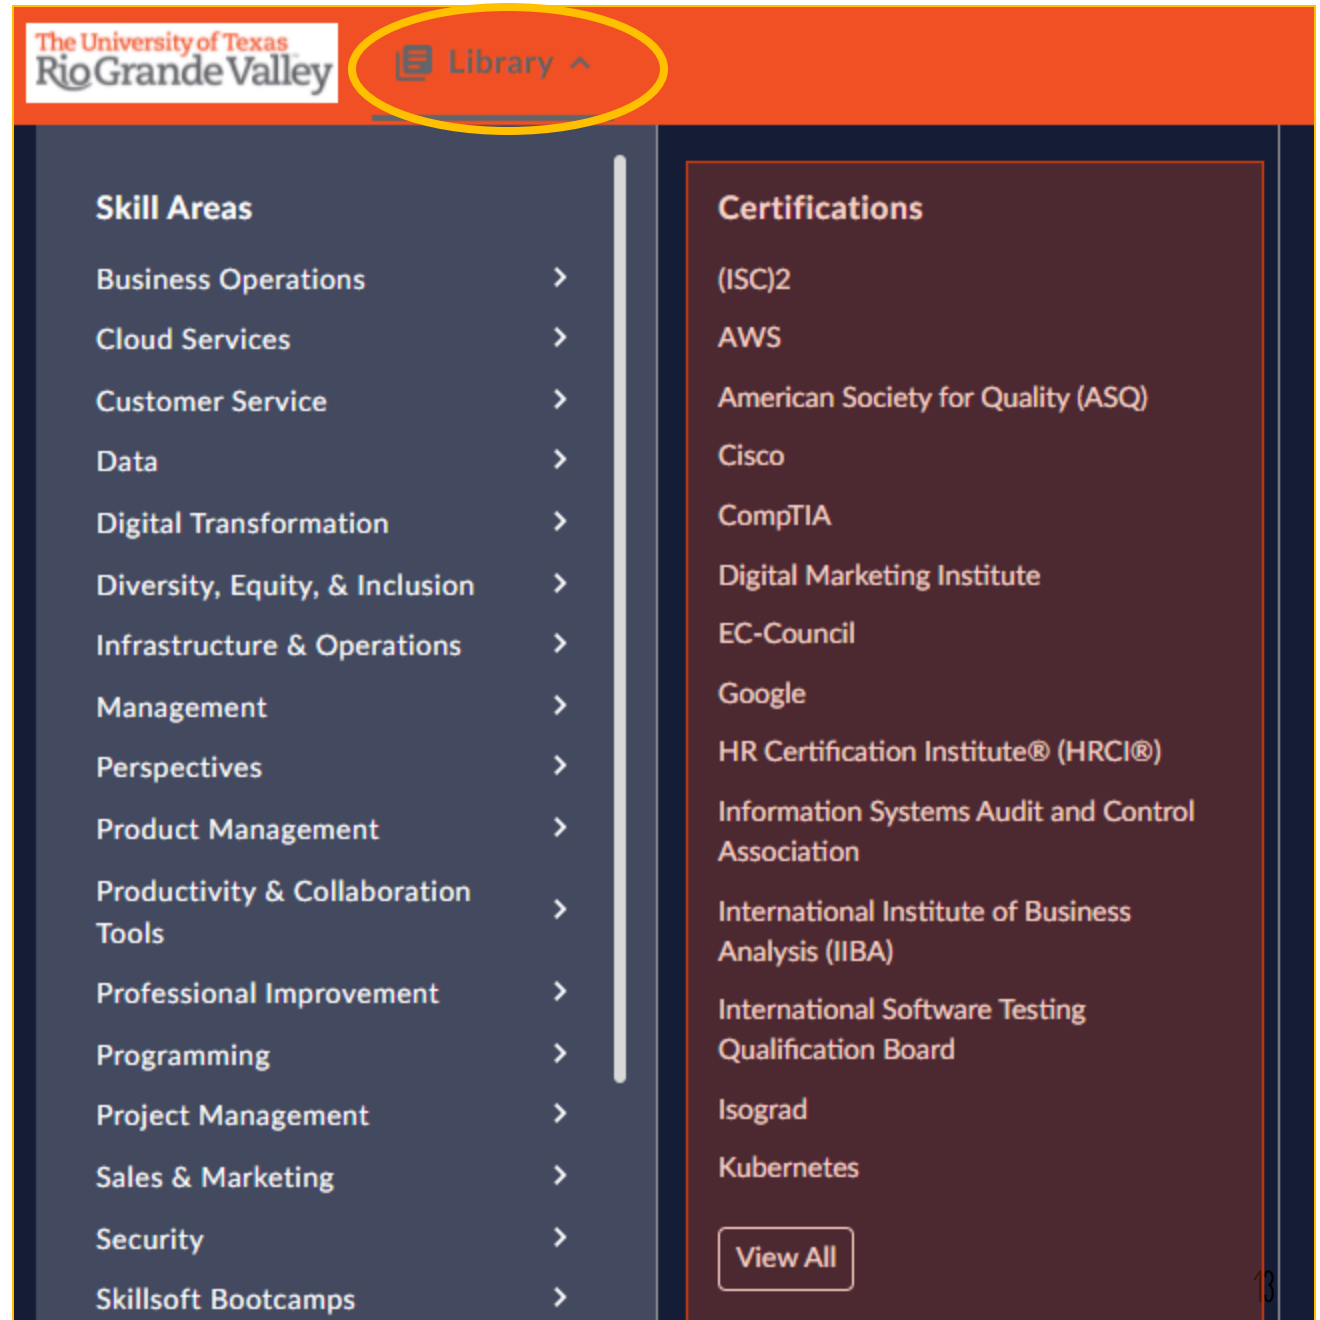 The University of Texas
Rio Grande Valley
Library
Skill Areas
Business Operations
Cloud Services
Customer Service
Data
Digital Transformation
Diversity, Equity, & Inclusion
Infrastructure & Operations
Management
Perspectives
Product Management
Productivity & Collaboration
Tools
Professional Improvement
Programming
Project Management
Sales & Marketing
Security
Skillsoft Bootcamps
Certifications
(ISC)2
AWS
American Society for Quality (ASQ)
Cisco
CompTIA
Digital Marketing Institute
EC-Council
Google
HR Certification Institute® (HRCI®)
Information Systems Audit and Control
Association
International Institute of Business
Analysis (IIBA)
International Software Testing
Qualification Board
Isograd
Kubernetes
View All
13